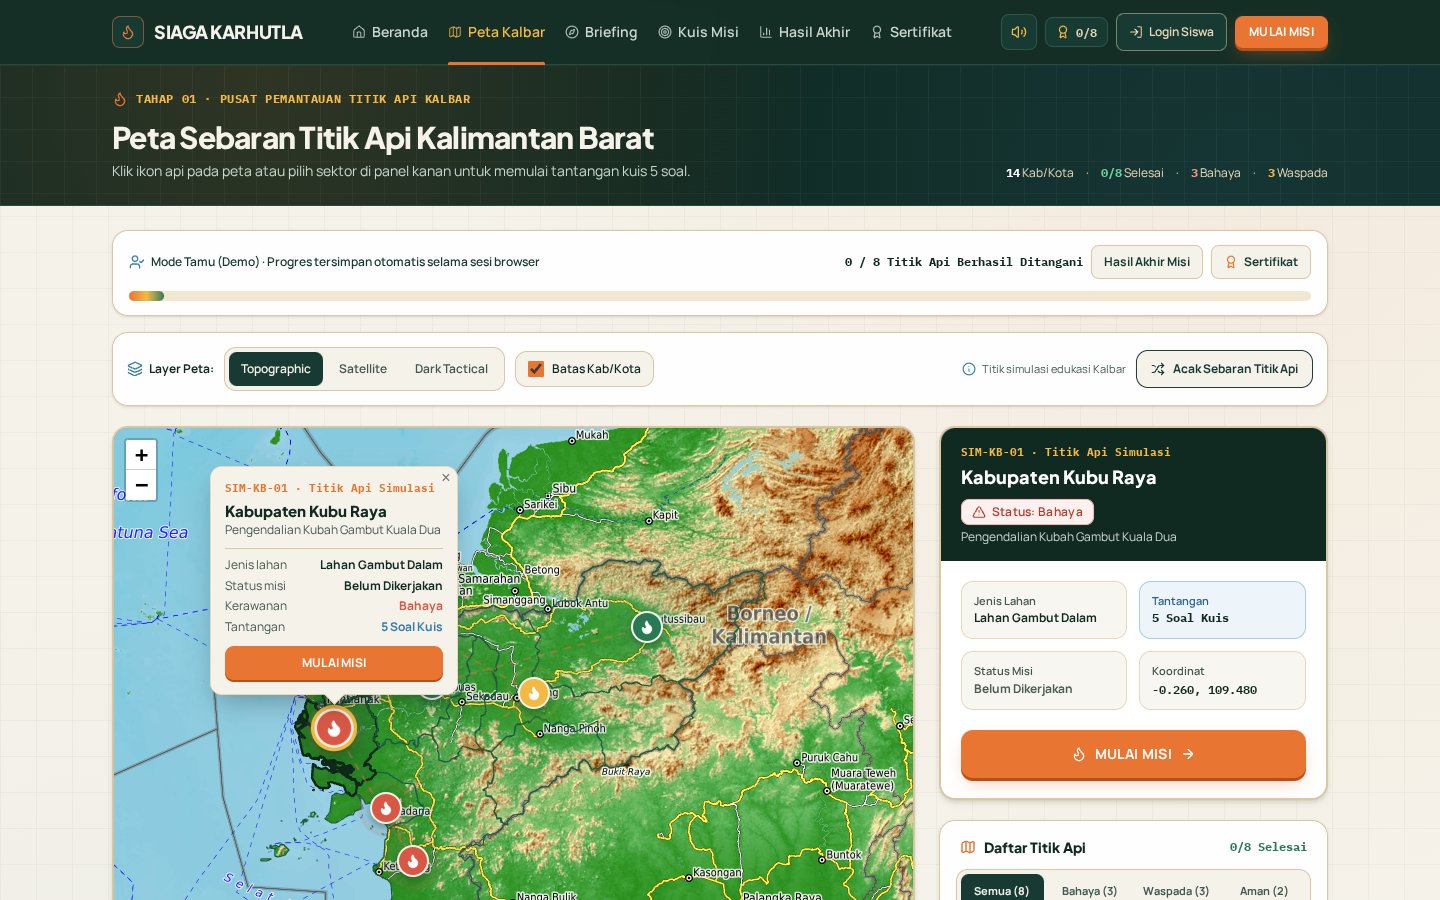 SIAGA KARHUTLA
Beranda
Peta Kalbar
Briefing
Kuis Misi
Hasil Akhir
Sertifikat
0/8
Login Siswa
MULAI MISI
TAHAP 01 · PUSAT PEMANTAUAN TITIK API KALBAR
Peta Sebaran Titik Api Kalimantan Barat
Klik ikon api pada peta atau pilih sektor di panel kanan untuk memulai tantangan kuis 5 soal.
14 Kab/Kota · 0/8 Selesai · 3 Bahaya · 3 Waspada
Mode Tamu (Demo) · Progres tersimpan otomatis selama sesi browser
0 / 8 Titik Api Berhasil Ditangani
Hasil Akhir Misi
Sertifikat
Layer Peta:
Topographic
Satellite
Dark Tactical
Batas Kab/Kota
Titik simulasi edukasi Kalbar
Acak Sebaran Titik Api
+
−
×
SIM-KB-01 · Titik Api Simulasi
Kabupaten Kubu Raya
Pengendalian Kubah Gambut Kuala Dua
Jenis lahan Lahan Gambut Dalam
Status misi Belum Dikerjakan
Kerawanan Bahaya
Tantangan 5 Soal Kuis
MULAI MISI
Mukah
Sibu
Sarikei
Kapit
Betong
Samarahan
Simanggang
Lubok Antu
tussibau
Borneo /
Kalimantan
Sekadau
Nanga Pinoh
Bukit Raya
Puruk Cahu
Muara Teweh
(Muaratewe)
adana
Buntok
Kasongan
Nanga Bulik
Palangka Raya
tuna Sea
Selat
SIM-KB-01 · Titik Api Simulasi
Kabupaten Kubu Raya
Status: Bahaya
Pengendalian Kubah Gambut Kuala Dua
Jenis Lahan
Lahan Gambut Dalam
Tantangan
5 Soal Kuis
Status Misi
Belum Dikerjakan
Koordinat
-0.260, 109.480
MULAI MISI
Daftar Titik Api
0/8 Selesai
Semua (8)
Bahaya (3)
Waspada (3)
Aman (2)